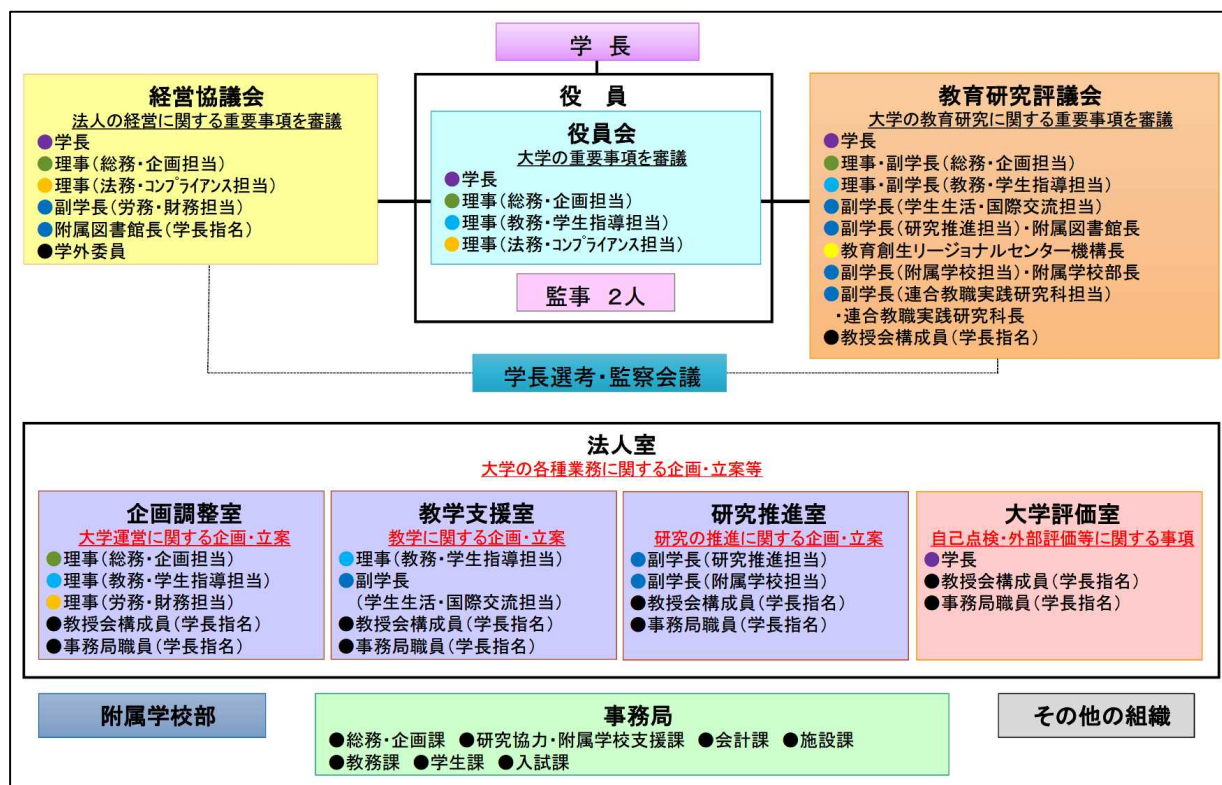 学 長
経営協議会
法人の経営に関する重要事項を審議
●学長
●理事(総務・企画担当)
●理事(法務・コンプライアンス担当)
●副学長(労務・財務担当)
●附属図書館長(学長指名)
●学外委員
役 員
役員会
大学の重要事項を審議
●学長
●理事(総務・企画担当)
●理事(教務・学生指導担当)
●理事(法務・コンプライアンス担当)
監事 2人
教育研究評議会
大学の教育研究に関する重要事項を審議
●学長
●理事・副学長(総務・企画担当)
●理事・副学長(教務・学生指導担当)
●副学長(学生生活・国際交流担当)
●副学長(研究推進担当)・附属図書館長
●教育創生リージョナルセンター機構長
●副学長(附属学校担当)・附属学校部長
●副学長(連合教職実践研究科担当)
・連合教職実践研究科長
●教授会構成員(学長指名)
学長選考・監察会議
法人室
大学の各種業務に関する企画・立案等
企画調整室
大学運営に関する企画・立案
●理事(総務・企画担当)
●理事(教務・学生指導担当)
●理事(労務・財務担当)
●教授会構成員(学長指名)
●事務局職員(学長指名)
教学支援室
教学に関する企画・立案
●理事(教務・学生指導担当)
●副学長
(学生生活・国際交流担当)
●教授会構成員(学長指名)
●事務局職員(学長指名)
研究推進室
研究の推進に関する企画・立案
●副学長(研究推進担当)
●副学長(附属学校担当)
●教授会構成員(学長指名)
●事務局職員(学長指名)
大学評価室
自己点検・外部評価等に関する事項
●学長
●教授会構成員(学長指名)
●事務局職員(学長指名)
附属学校部
事務局
●総務・企画課 ●研究協力・附属学校支援課 ●会計課 ●施設課
●教務課 ●学生課 ●入試課
その他の組織